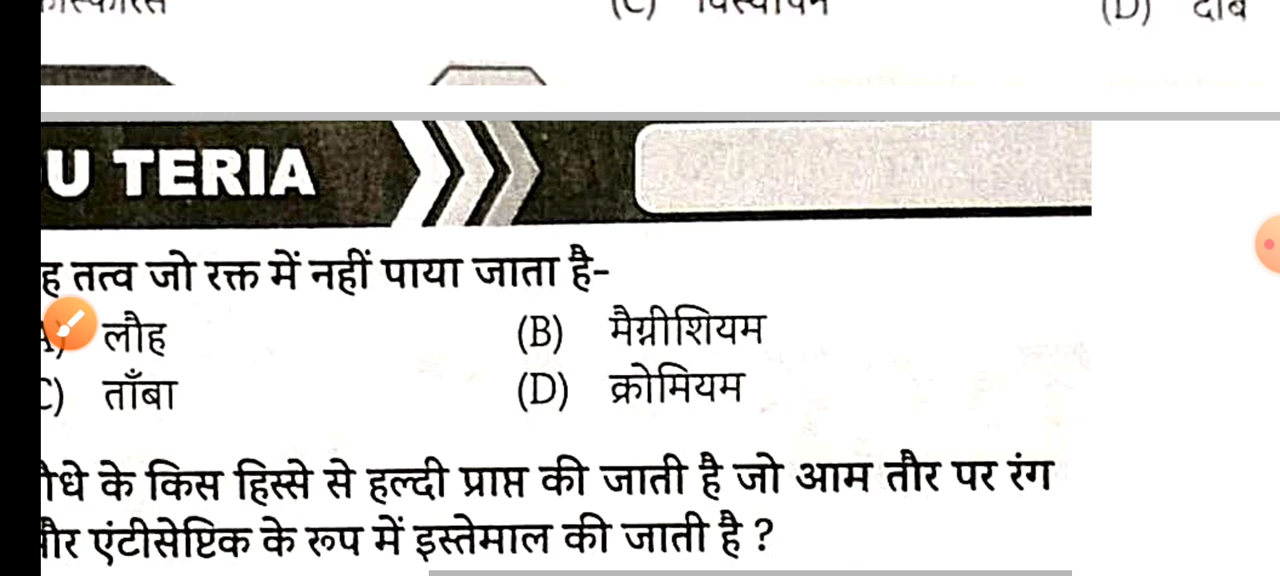 (C)
(D)
U TERIA
ह तत्व जो रक्त में नहीं पाया जाता है-
लौह (B) मैग्नीशियम
ताँबा (D) क्रोमियम
के किस हिस्से से हल्दी प्राप्त की जाती है जो आम तौर पर रंग
एंटीसेप्टिक के रूप में इस्तेमाल की जाती है ?